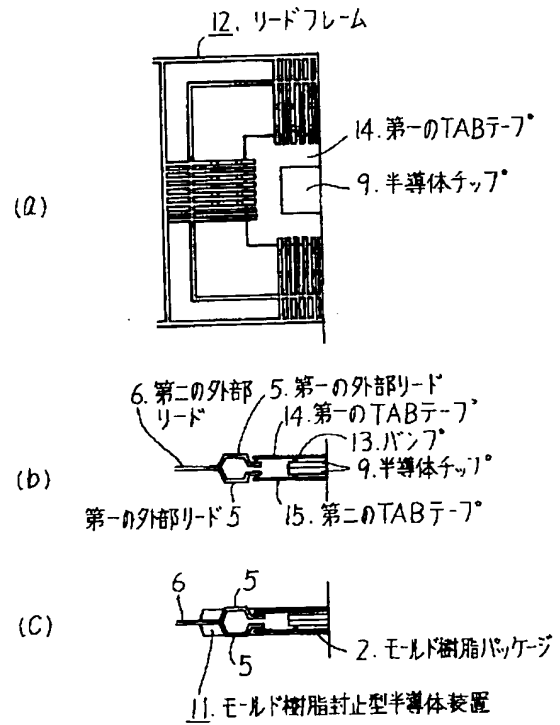 12. リードフレーム
14. 第一のTABテープ
9. 半導体チップ
(a)
6. 第二の外部
リード
5. 第一の外部リード
14. 第一のTABテープ
13. バンプ
9. 半導体チップ
(b)
第一の外部リード 5
15. 第二のTABテープ
6
5
(C)
5
2. モールド樹脂パッケージ
11. モールド樹脂封止型半導体装置